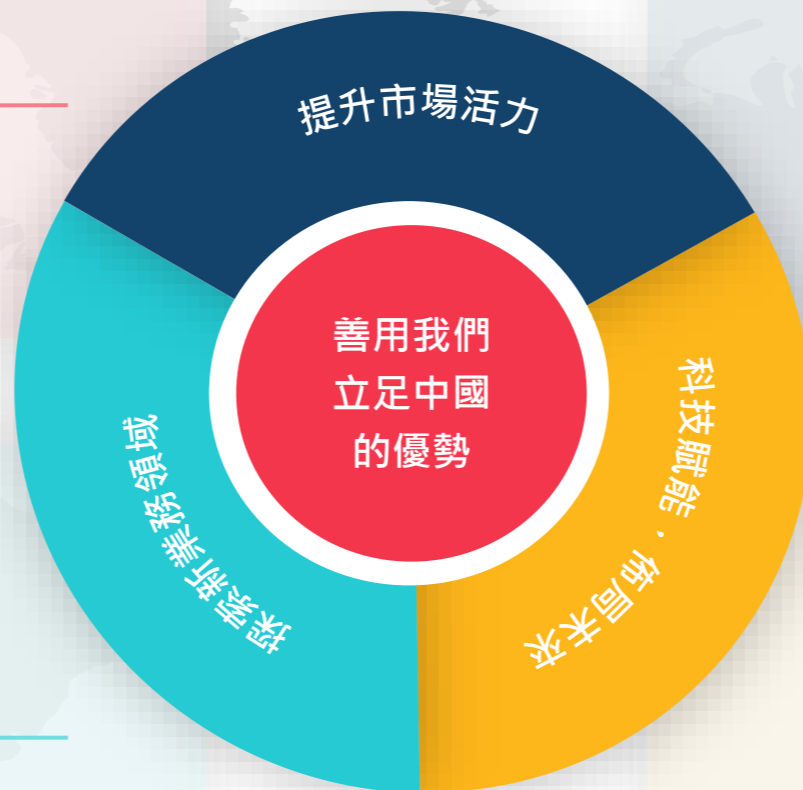 提升市場活力
善用我們
立足中國
的優勢
科技賦能，佈局未來
探索新業務領域